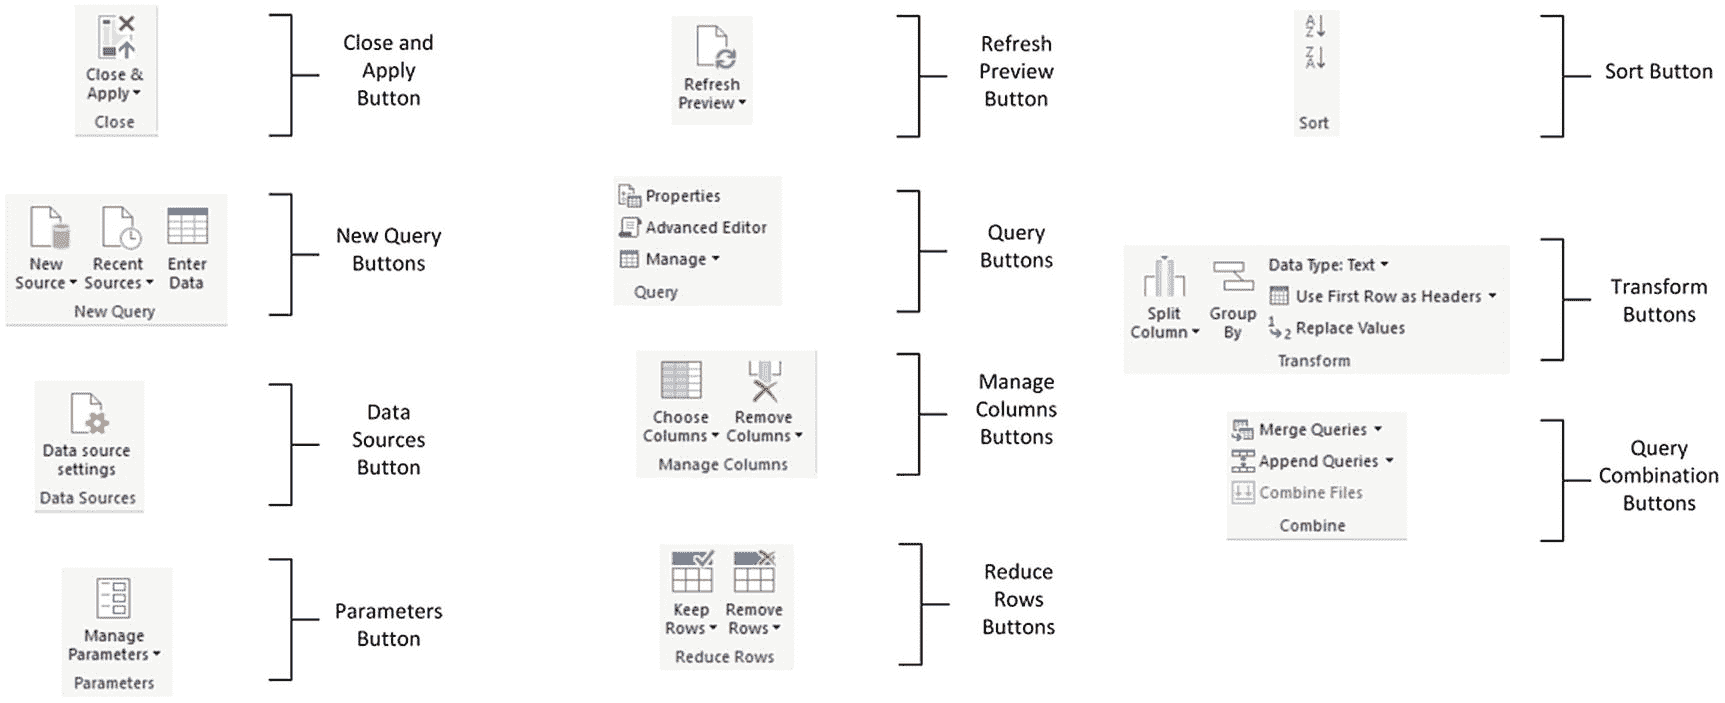 Close &
Apply
Close
Close and
Apply
Button
New
Source
Recent
Sources
Enter
Data
New Query
New Query
Buttons
Data source
settings
Data Sources
Data
Sources
Button
Manage
Parameters
Parameters
Parameters
Button
Refresh
Preview
Refresh
Preview
Button
Properties
Advanced Editor
Manage
Query
Query
Buttons
Choose
Columns
Remove
Columns
Manage Columns
Manage
Columns
Buttons
Keep
Rows
Remove
Rows
Reduce Rows
Reduce
Rows
Buttons
A
Z
Z
A
Sort
Sort Button
Split
Column
Group
By
Data Type: Text
Use First Row as Headers
1
2
Replace Values
Transform
Transform
Buttons
Merge Queries
Append Queries
Combine Files
Combine
Query
Combination
Buttons